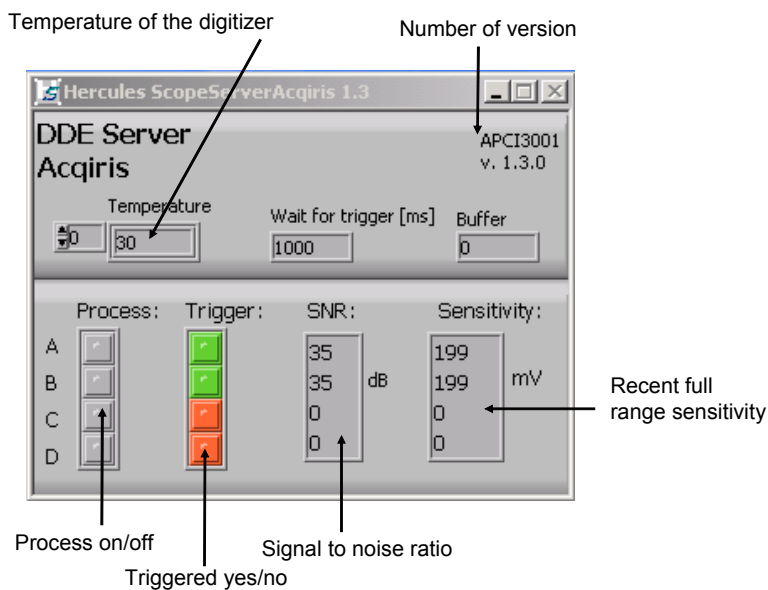 Temperature of the digitizer
Number of version
Hercules ScopeServerAcqiris 1.3
DDE Server
Acqiris
APCI3001
v. 1.3.0
Temperature
Wait for trigger [ms]
Buffer
0
30
1000
0
Process:
Trigger:
SNR:
Sensitivity:
A
35
199
B
35
dB
199
mV
C
0
0
D
0
0
Recent full
range sensitivity
Process on/off
Signal to noise ratio
Triggered yes/no